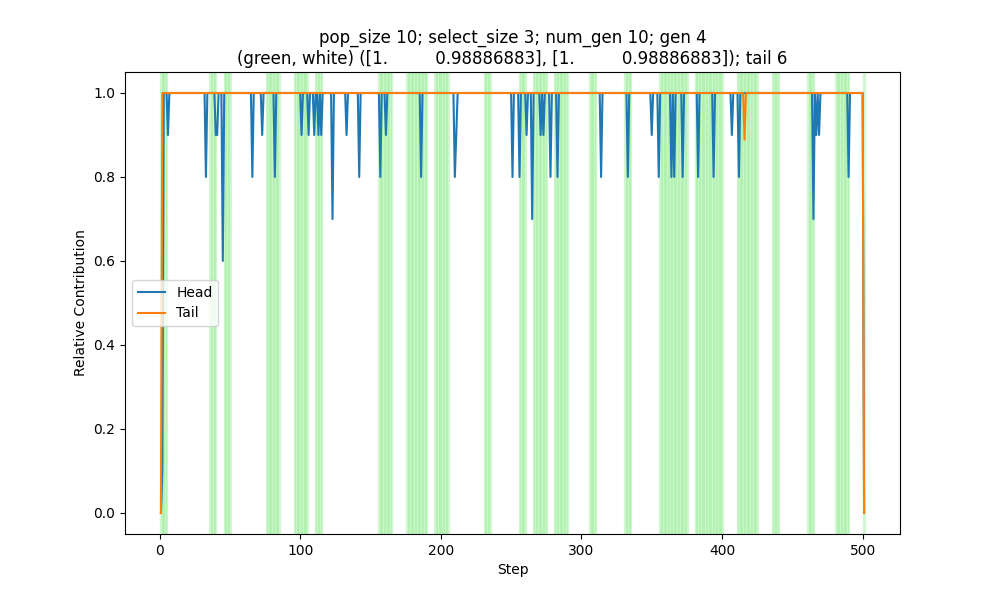 pop_size 10; select_size 3; num_gen 10; gen 4
(green, white) ([1.         0.98886883], [1.         0.98886883]); tail 6
1.0
0.8
0.6
0.4
0.2
0.0
Relative Contribution
Head
Tail
0
100
200
300
400
500
Step